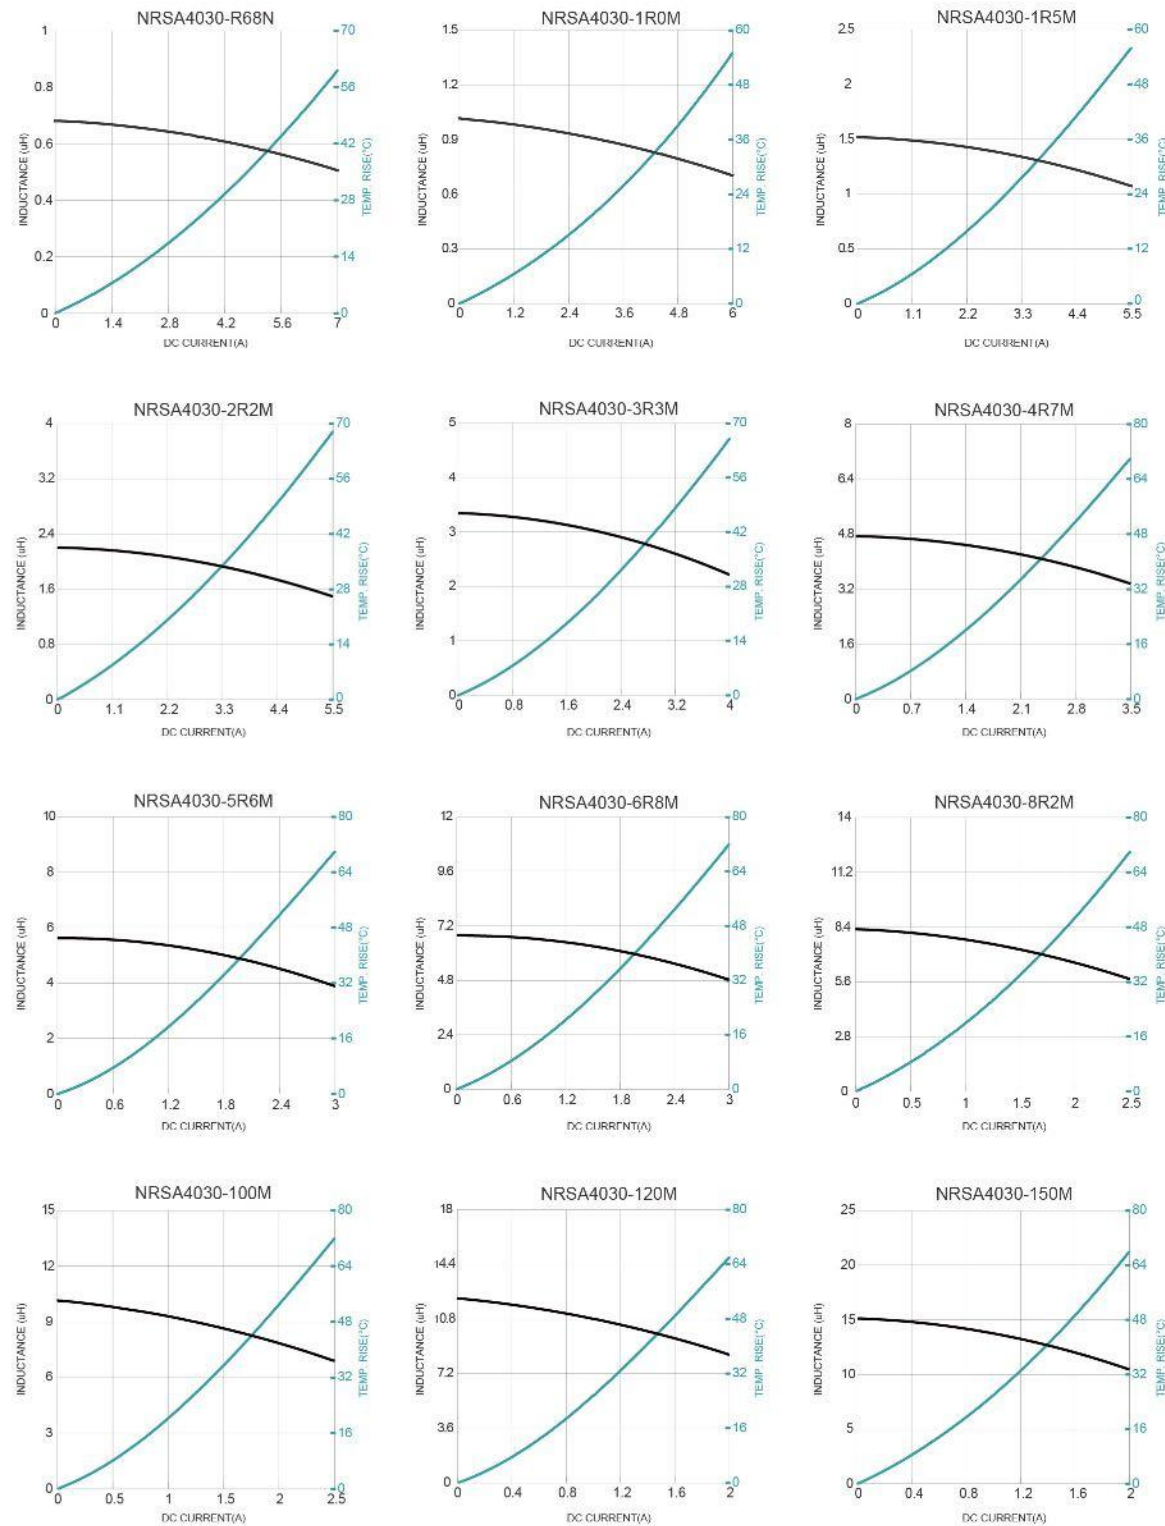 NRSA4030-R68N
1
0.8
0.6
0.4
0.2
0
INDUCTANCE (uH)
70
56
42
28
14
0
TEMP. RISE(°C)
0 1.4 2.8 4.2 5.6 7
DC CURRENT(A)
NRSA4030-1R0M
1.5
1.2
0.9
0.6
0.3
0
INDUCTANCE (uH)
60
48
36
24
12
0
TEMP. RISE(°C)
0 1.2 2.4 3.6 4.8 6
DC CURRENT(A)
NRSA4030-1R5M
2.5
2
1.5
1
0.5
0
INDUCTANCE (uH)
60
48
36
24
12
0
TEMP. RISE(°C)
0 1.1 2.2 3.3 4.4 5.5
DC CURRENT(A)
NRSA4030-2R2M
4
3.2
2.4
1.6
0.8
0
INDUCTANCE (uH)
70
56
42
28
14
0
TEMP. RISE(°C)
0 1.1 2.2 3.3 4.4 5.5
DC CURRENT(A)
NRSA4030-3R3M
5
4
3
2
1
0
INDUCTANCE (uH)
70
56
42
28
14
0
TEMP. RISE(°C)
0 0.8 1.6 2.4 3.2 4
DC CURRENT(A)
NRSA4030-4R7M
8
6.4
4.8
3.2
1.6
0
INDUCTANCE (uH)
80
64
48
32
16
0
TEMP. RISE(°C)
0 0.7 1.4 2.1 2.8 3.5
DC CURRENT(A)
NRSA4030-5R6M
10
8
6
4
2
0
INDUCTANCE (uH)
80
64
48
32
16
0
TEMP. RISE(°C)
0 0.6 1.2 1.8 2.4 3
DC CURRENT(A)
NRSA4030-6R8M
12
9.6
7.2
4.8
2.4
0
INDUCTANCE (uH)
80
64
48
32
16
0
TEMP. RISE(°C)
0 0.6 1.2 1.8 2.4 3
DC CURRENT(A)
NRSA4030-8R2M
14
11.2
8.4
5.6
2.8
0
INDUCTANCE (uH)
80
64
48
32
16
0
TEMP. RISE(°C)
0 0.5 1 1.5 2 2.5
DC CURRENT(A)
NRSA4030-100M
15
12
9
6
3
0
INDUCTANCE (uH)
80
64
48
32
16
0
TEMP. RISE(°C)
0 0.5 1 1.5 2 2.5
DC CURRENT(A)
NRSA4030-120M
18
14.4
10.8
7.2
3.6
0
INDUCTANCE (uH)
80
64
48
32
16
0
TEMP. RISE(°C)
0 0.4 0.8 1.2 1.6 2
DC CURRENT(A)
NRSA4030-150M
25
20
15
10
5
0
INDUCTANCE (uH)
80
64
48
32
16
0
TEMP. RISE(°C)
0 0.4 0.8 1.2 1.6 2
DC CURRENT(A)